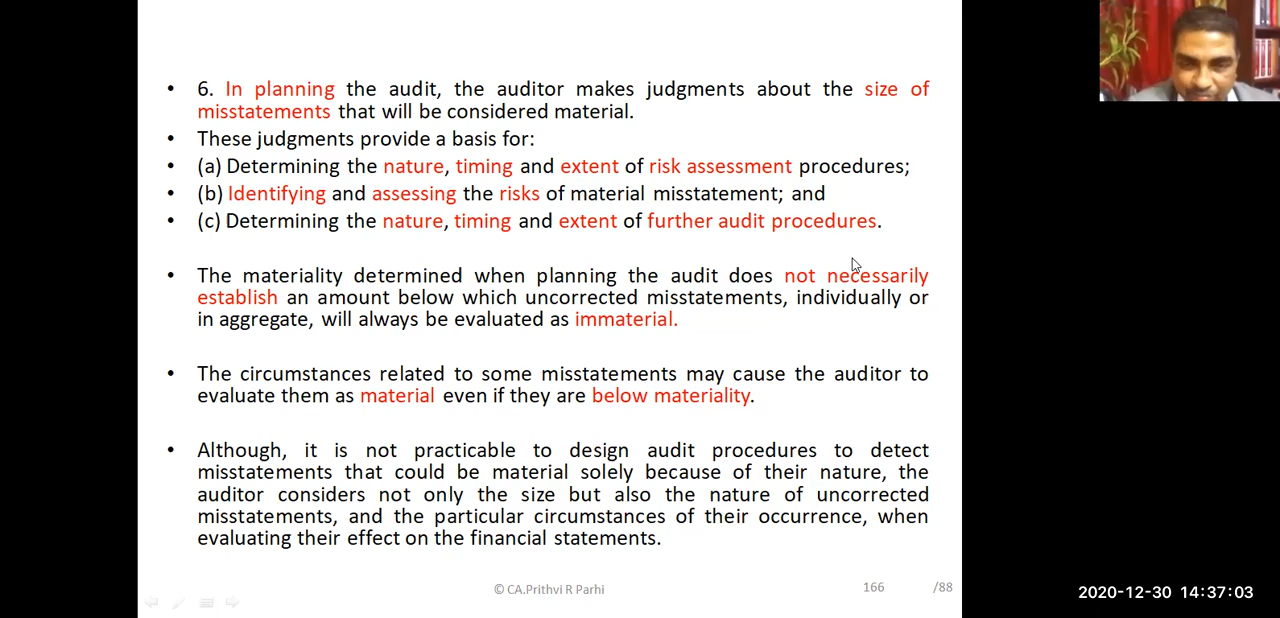 • 6. In planning the audit, the auditor makes judgments about the size of
misstatements that will be considered material.
• These judgments provide a basis for:
• (a) Determining the nature, timing and extent of risk assessment procedures;
• (b) Identifying and assessing the risks of material misstatement; and
• (c) Determining the nature, timing and extent of further audit procedures.
• The materiality determined when planning the audit does not necessarily
establish an amount below which uncorrected misstatements, individually or
in aggregate, will always be evaluated as immaterial.
• The circumstances related to some misstatements may cause the auditor to
evaluate them as material even if they are below materiality.
• Although, it is not practicable to design audit procedures to detect
misstatements that could be material solely because of their nature, the
auditor considers not only the size but also the nature of uncorrected
misstatements, and the particular circumstances of their occurrence, when
evaluating their effect on the financial statements.
© CA.Prithvi R Parhi 166 /88
2020-12-30 14:37:03